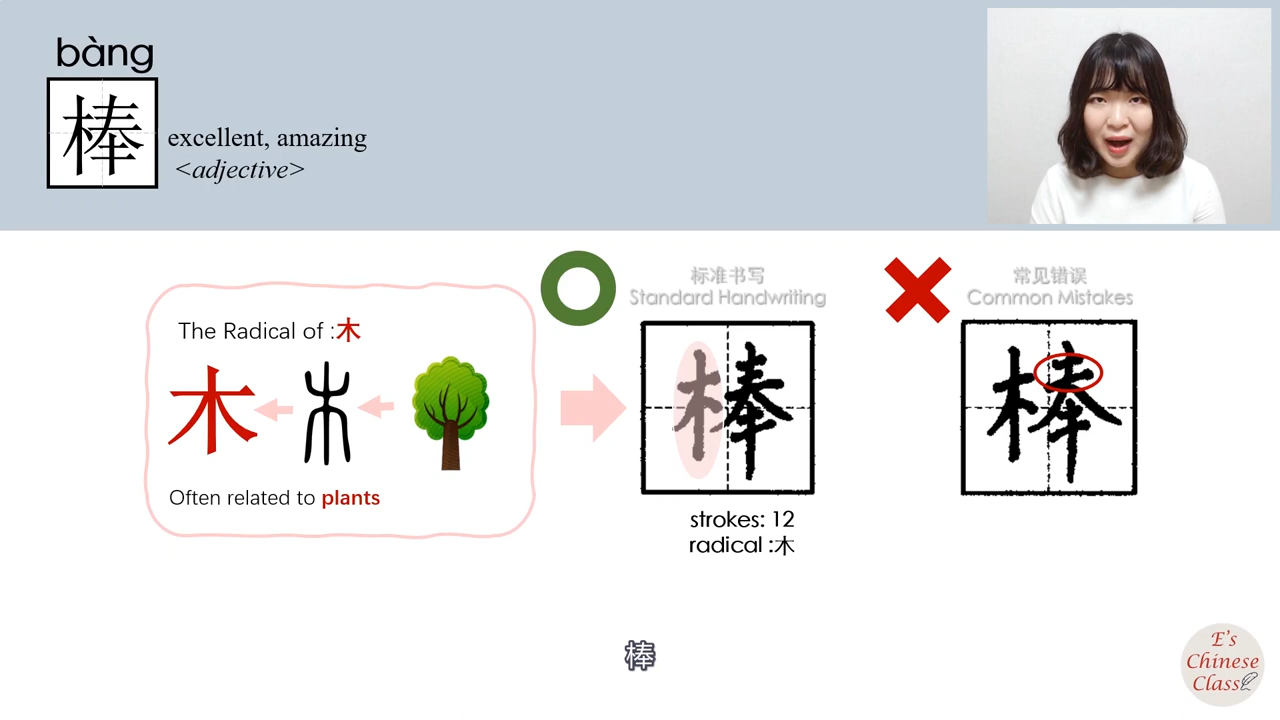 bàng
棒
excellent, amazing
<adjective>
The Radical of :木
木
Often related to plants
标准书写
Standard Handwriting
棒
strokes: 12
radical :木
常见错误
Common Mistakes
棒
E's
Chinese
Class